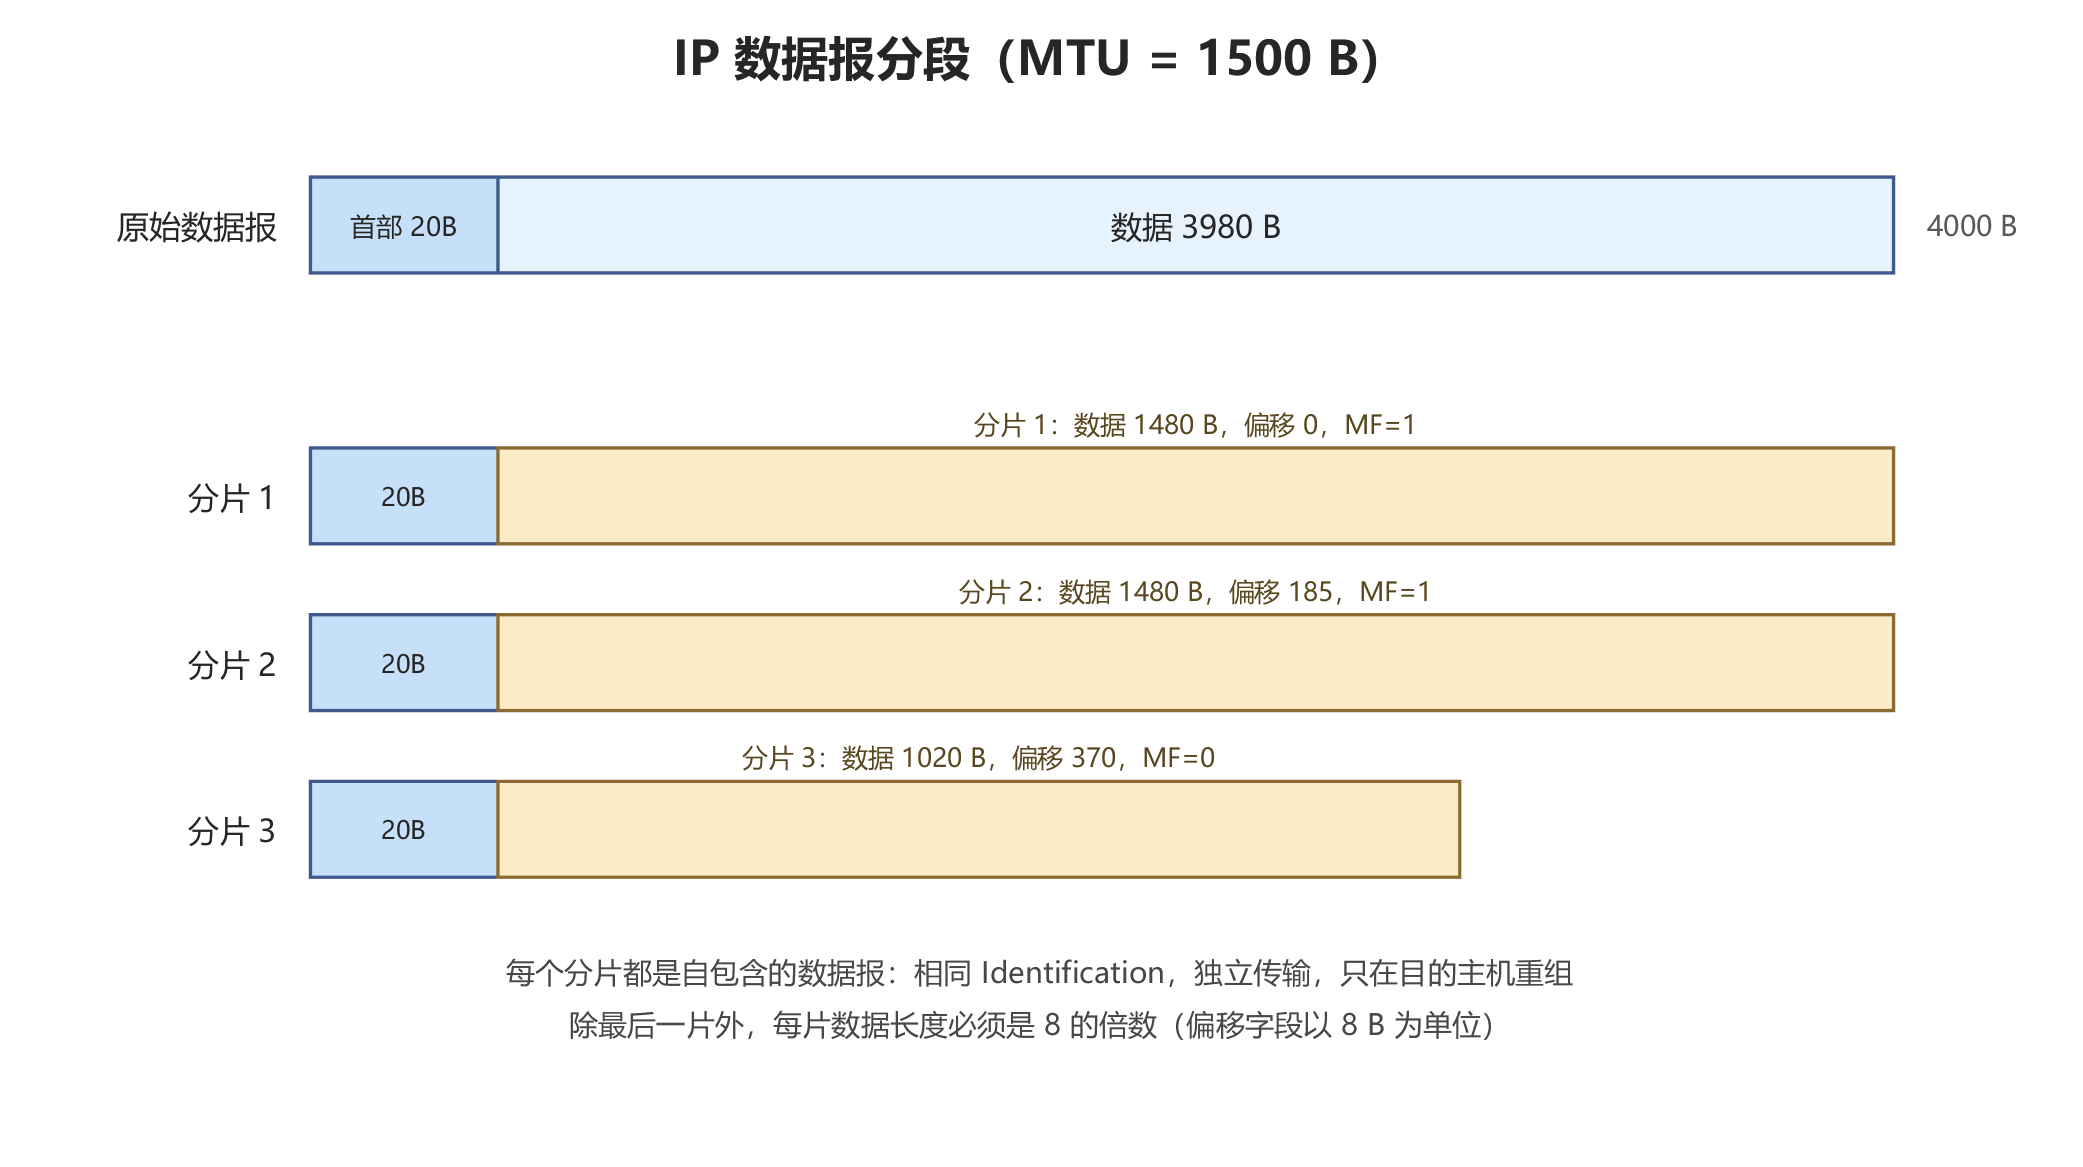 IP 数据报分段（MTU = 1500 B）
原始数据报
首部 20B
数据 3980 B
4000 B
分片 1：数据 1480 B，偏移 0，MF=1
分片 1
20B
分片 2：数据 1480 B，偏移 185，MF=1
分片 2
20B
分片 3：数据 1020 B，偏移 370，MF=0
分片 3
20B
每个分片都是自包含的数据报：相同 Identification，独立传输，只在目的主机重组
除最后一片外，每片数据长度必须是 8 的倍数（偏移字段以 8 B 为单位）